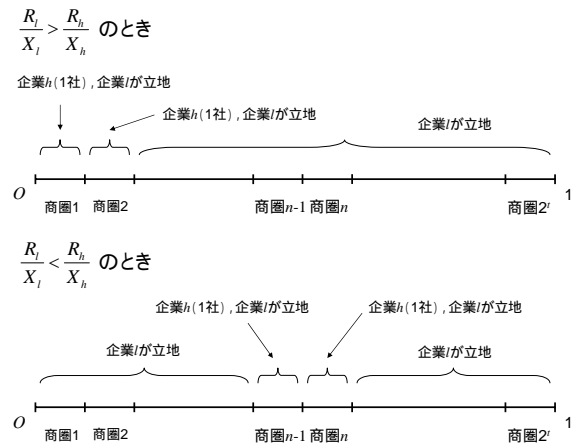 R_l/X_l > R_h/X_h のとき
企業h(1社) , 企業lが立地
企業h(1社) , 企業lが立地
企業lが立地
O 1
商圏1 商圏2 商圏n-1 商圏n 商圏2^t
R_l/X_l < R_h/X_h のとき
企業h(1社) , 企業lが立地 企業h(1社) , 企業lが立地
企業lが立地 企業lが立地
O 1
商圏1 商圏2 商圏n-1 商圏n 商圏2^t